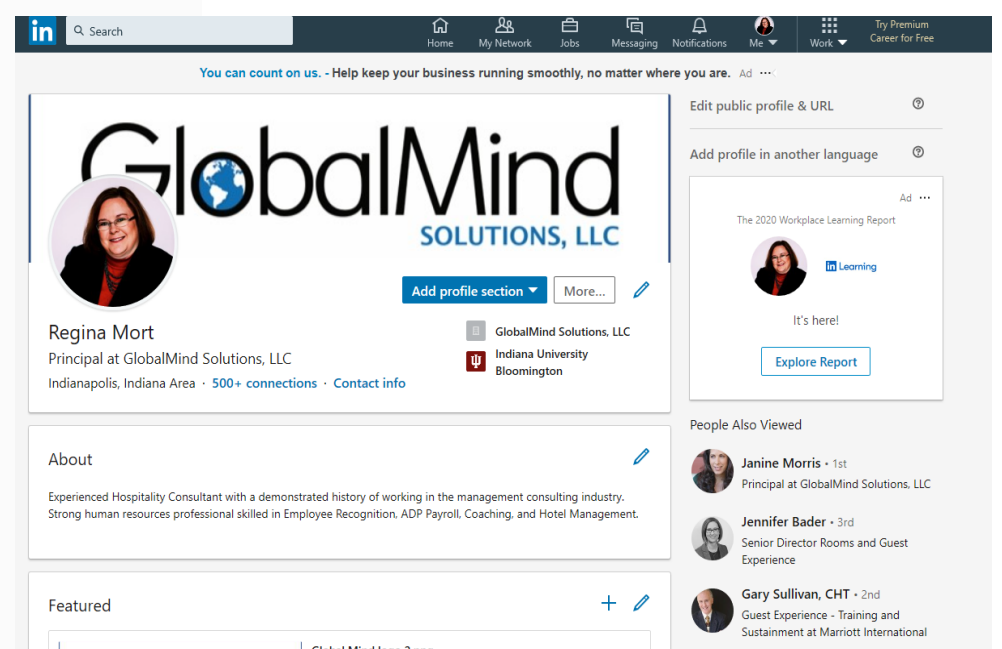 in
Search
Home
My Network
Jobs
Messaging
Notifications
Me
Work
Try Premium
Career for Free
You can count on us. - Help keep your business running smoothly, no matter where you are. Ad ...
GlobalMind
SOLUTIONS, LLC
Add profile section
More...
Regina Mort
Principal at GlobalMind Solutions, LLC
Indianapolis, Indiana Area · 500+ connections · Contact info
GlobalMind Solutions, LLC
Indiana University
Bloomington
About
Experienced Hospitality Consultant with a demonstrated history of working in the management consulting industry.
Strong human resources professional skilled in Employee Recognition, ADP Payroll, Coaching, and Hotel Management.
Featured
Edit public profile & URL
Add profile in another language
Ad ...
The 2020 Workplace Learning Report
in Learning
It's here!
Explore Report
People Also Viewed
Janine Morris • 1st
Principal at GlobalMind Solutions, LLC
Jennifer Bader • 3rd
Senior Director Rooms and Guest
Experience
Gary Sullivan, CHT • 2nd
Guest Experience - Training and
Sustainment at Marriott International